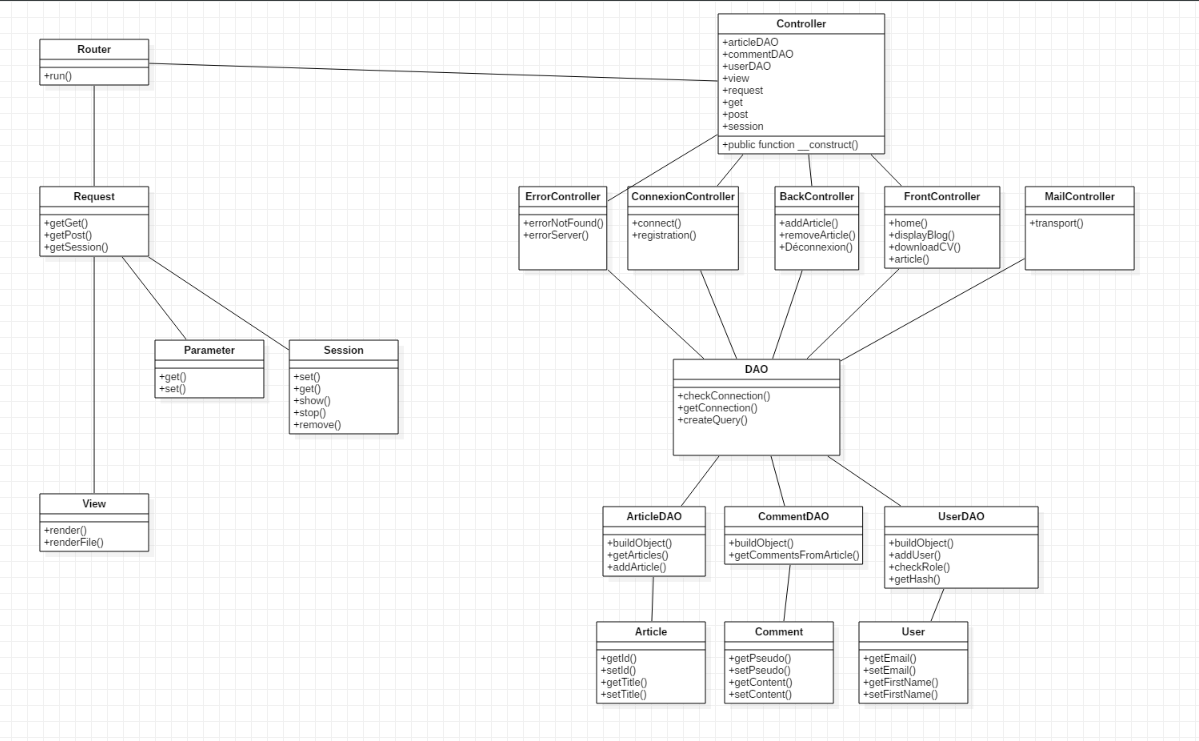 Router
+run()
Controller
+articleDAO
+commentDAO
+userDAO
+view
+request
+get
+post
+session
+public function __construct()
Request
+getGet()
+getPost()
+getSession()
ErrorController
+errorNotFound()
+errorServer()
ConnexionController
+connect()
+registration()
BackController
+addArticle()
+removeArticle()
+Déconnexion()
FrontController
+home()
+displayBlog()
+downloadCV()
+article()
MailController
+transport()
Parameter
+get()
+set()
Session
+set()
+get()
+show()
+stop()
+remove()
DAO
+checkConnection()
+getConnection()
+createQuery()
View
+render()
+renderFile()
ArticleDAO
+buildObject()
+getArticles()
+addArticle()
CommentDAO
+buildObject()
+getCommentsFromArticle()
UserDAO
+buildObject()
+addUser()
+checkRole()
+getHash()
Article
+getId()
+setId()
+getTitle()
+setTitle()
Comment
+getPseudo()
+setPseudo()
+getContent()
+setContent()
User
+getEmail()
+setEmail()
+getFirstName()
+setFirstName()